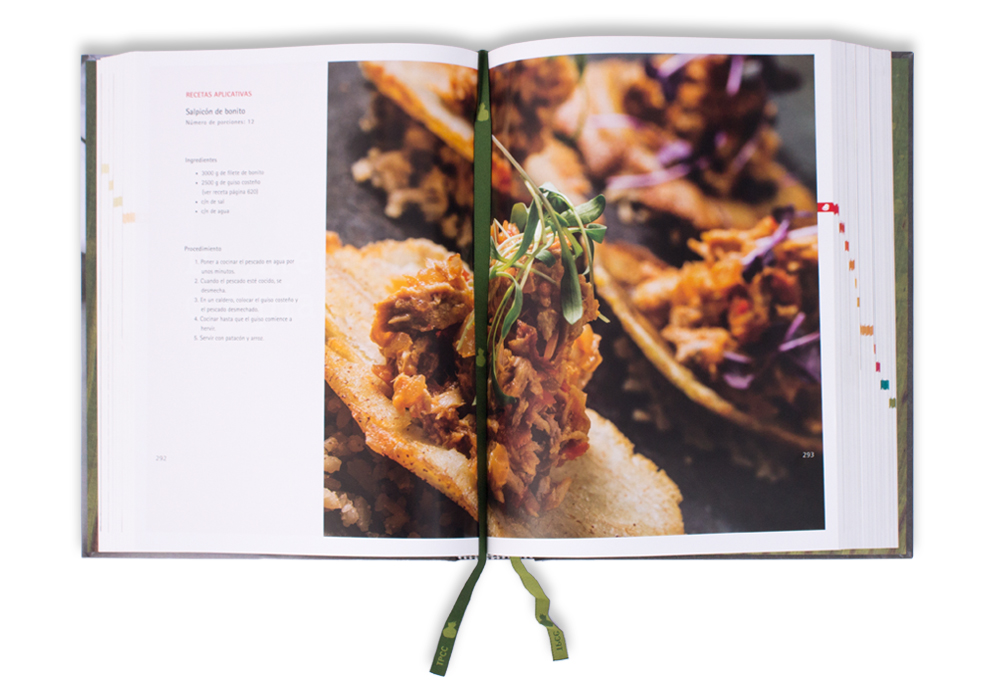 RECETAS APLICATIVAS
Salpicón de bonito
Número de porciones: 13
Ingredientes
• 3000 g de filete de bonito
• 2500 g de guiso costeño
(ver receta página 620)
• c/n de sal
• c/n de agua
Procedimiento
1. Poner a cocinar el pescado en agua por
unos minutos.
2. Cuando el pescado esté cocido, se
desmecha.
3. En un caldero, colocar el guiso costeño y
el pescado desmechado.
4. Cocinar hasta que el guiso comience a
hervir.
5. Servir con patacón y arroz.
292
293
IPCC
IPCC